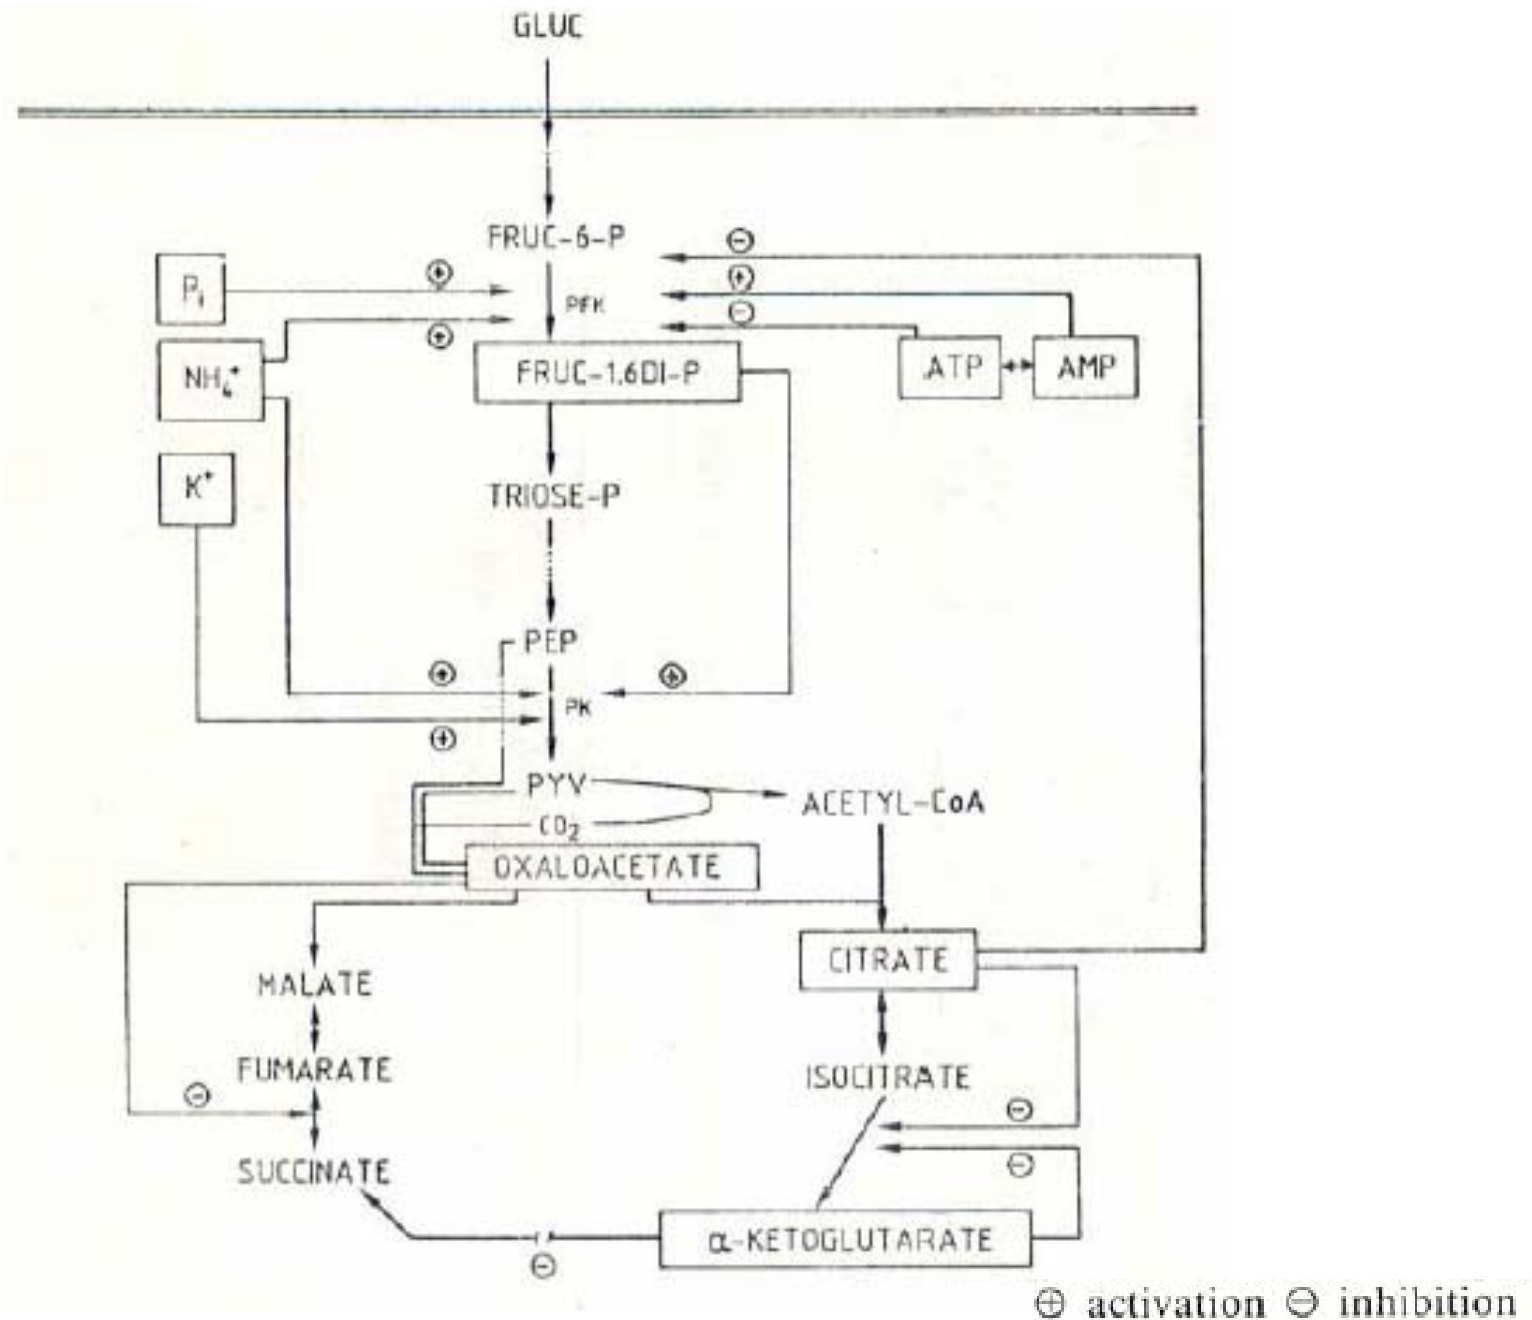 GLUC
FRUC-6-P
⊖
Pi
⊕
⊕
PFK
⊕
⊖
NH4+
FRUC-1,6DI-P
ATP
AMP
K+
TRIOSE-P
PEP
⊕
⊕
PK
⊕
PYV
ACETYL-CoA
CO2
OXALOACETATE
CITRATE
MALATE
FUMARATE
ISOCITRATE
⊖
⊖
⊖
SUCCINATE
α-KETOGLUTARATE
⊖
⊕ activation ⊖ inhibition